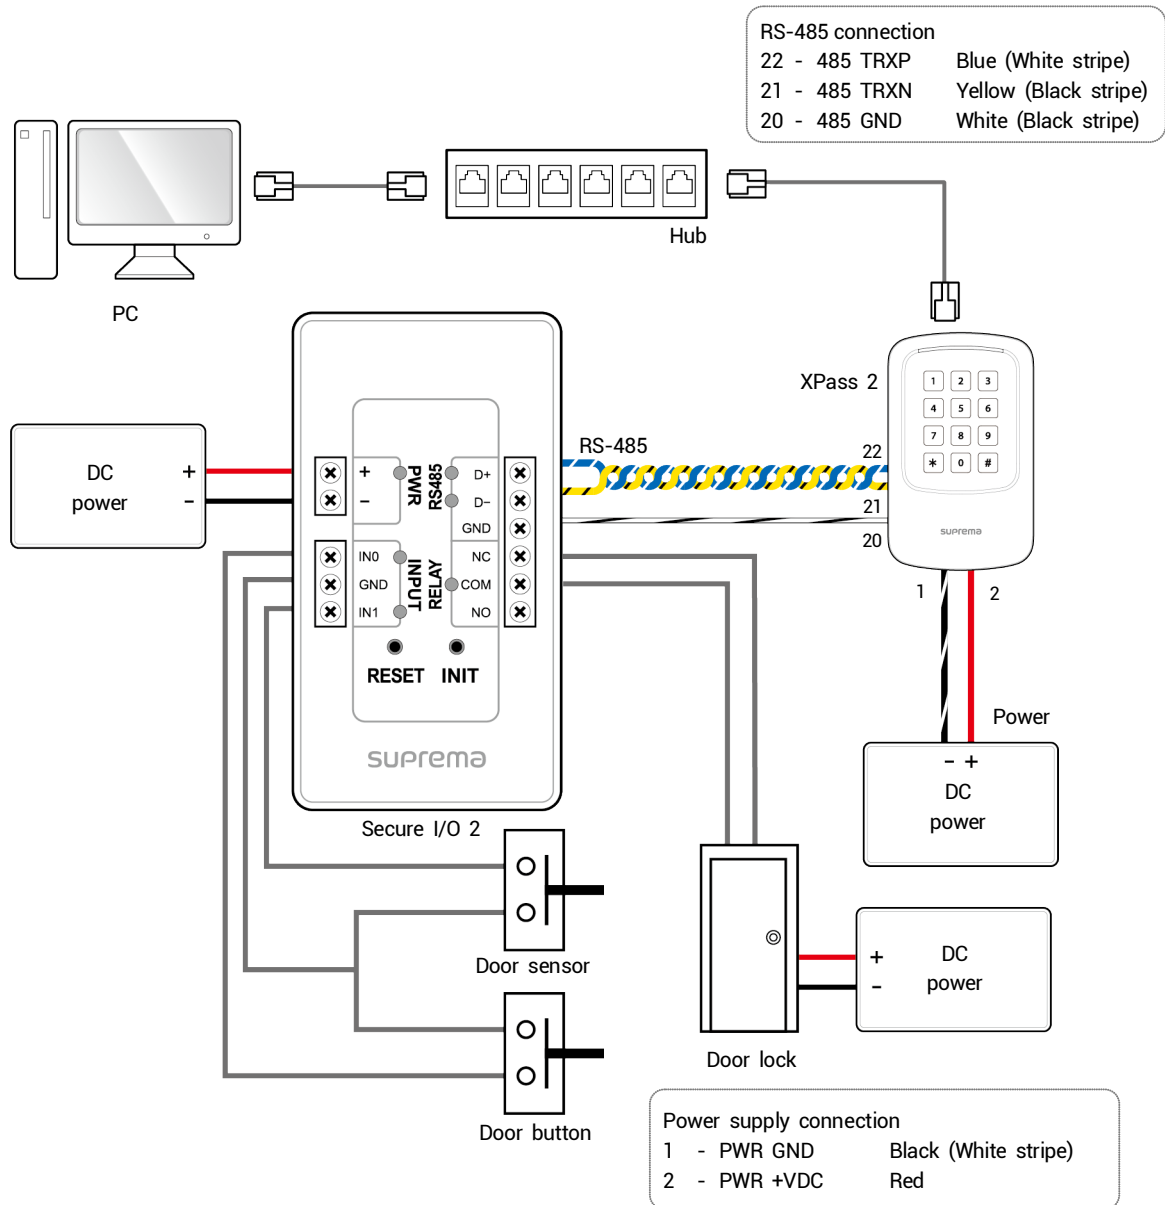 RS-485 connection
22 - 485 TRXP Blue (White stripe)
21 - 485 TRXN Yellow (Black stripe)
20 - 485 GND White (Black stripe)
Hub
PC
XPass 2
1 2 3
4 5 6
7 8 9
* 0 #
suprema
22
21
20
1 2
RS-485
DC
power
+
-
+
-
PWR
RS485
D+
D-
GND
IN0
GND
IN1
INPUT
RELAY
NC
COM
NO
RESET INIT
suprema
Secure I/O 2
Power
- +
DC
power
Door sensor
Door button
Door lock
+
-
DC
power
Power supply connection
1 - PWR GND Black (White stripe)
2 - PWR +VDC Red